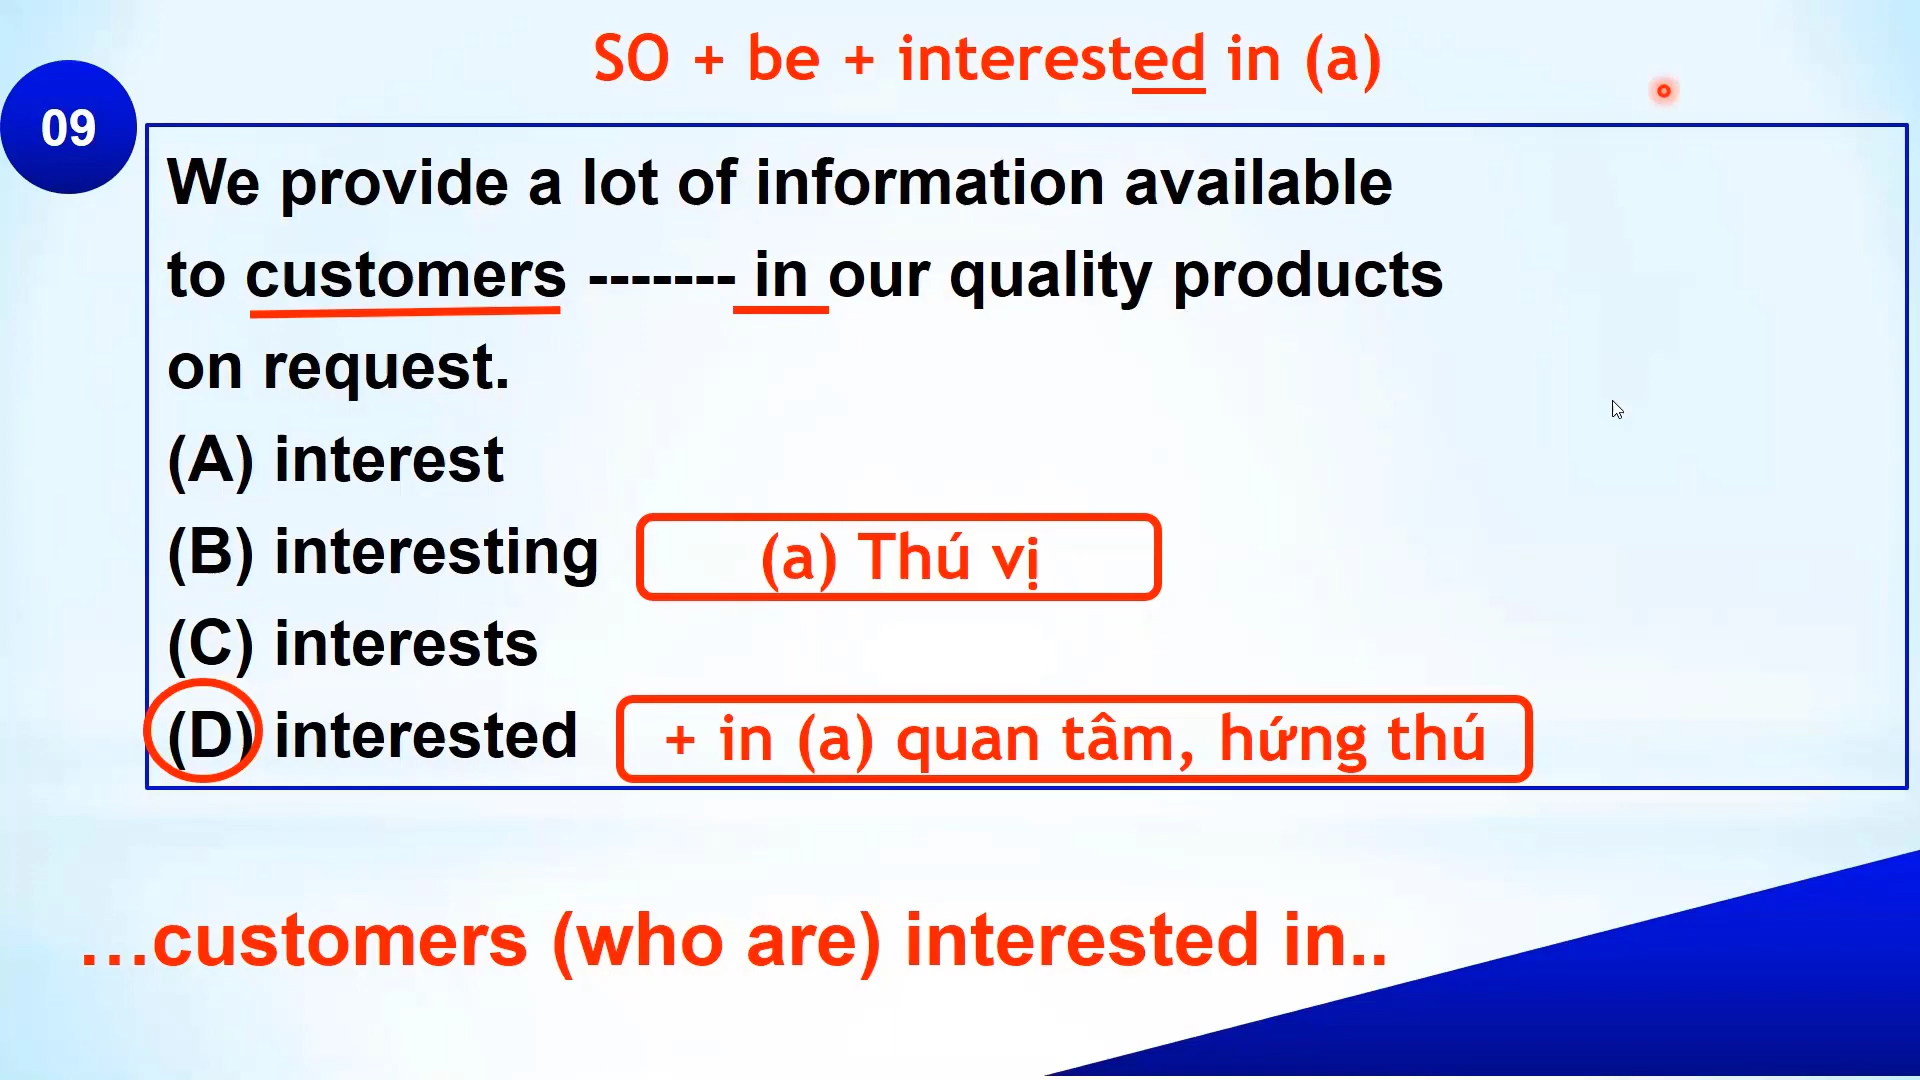 SO + be + interested in (a)
09
We provide a lot of information available
to customers ------- in our quality products
on request.
(A) interest
(B) interesting
(a) Thú vị
(C) interests
(D) interested
+ in (a) quan tâm, hứng thú
...customers (who are) interested in..